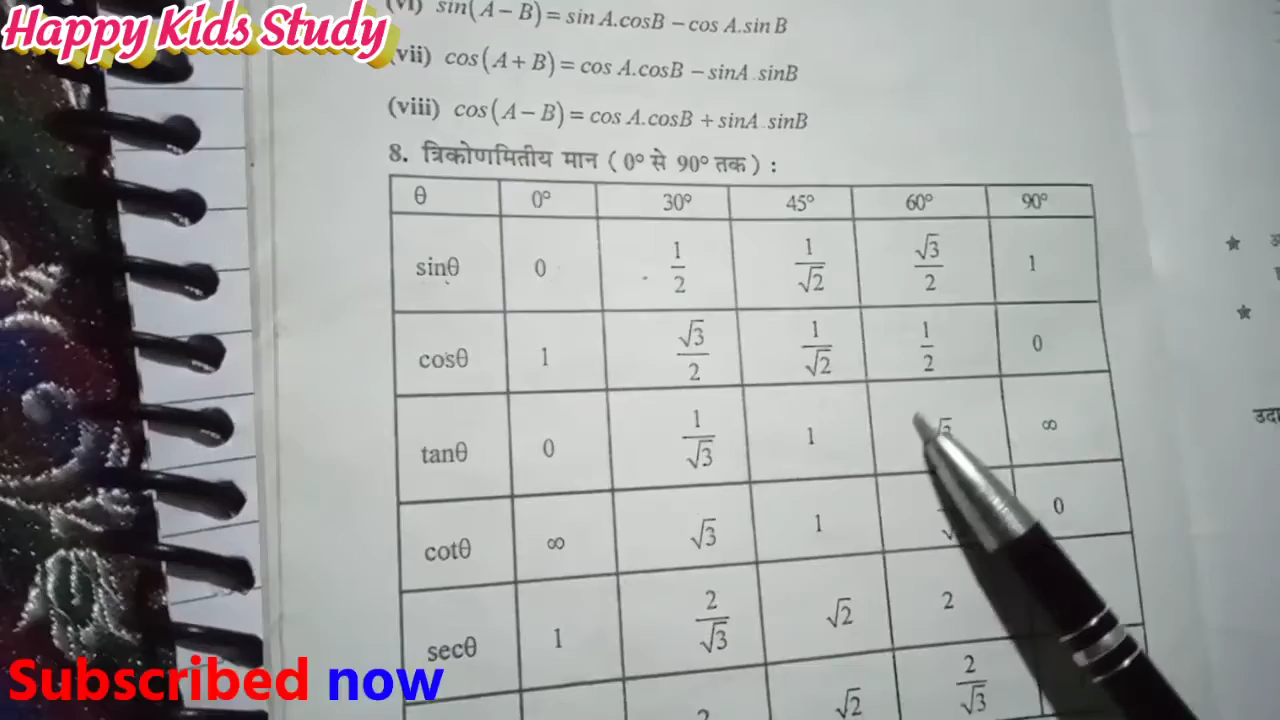 Happy Kids Study
(vi) sin(A − B) = sin A.cosB − cos A.sin B
(vii) cos(A + B) = cos A.cosB − sinA.sinB
(viii) cos(A − B) = cos A.cosB + sinA.sinB
8. त्रिकोणमितीय मान ( 0° से 90° तक ) :
θ 0° 30° 45° 60° 90°
sinθ 0 1/2 1/√2 √3/2 1
cosθ 1 √3/2 1/√2 1/2 0
tanθ 0 1/√3 1 ∞
cotθ ∞ √3 1 0
secθ 1 2/√3 √2 2
2 √2 2/√3
Subscribed now